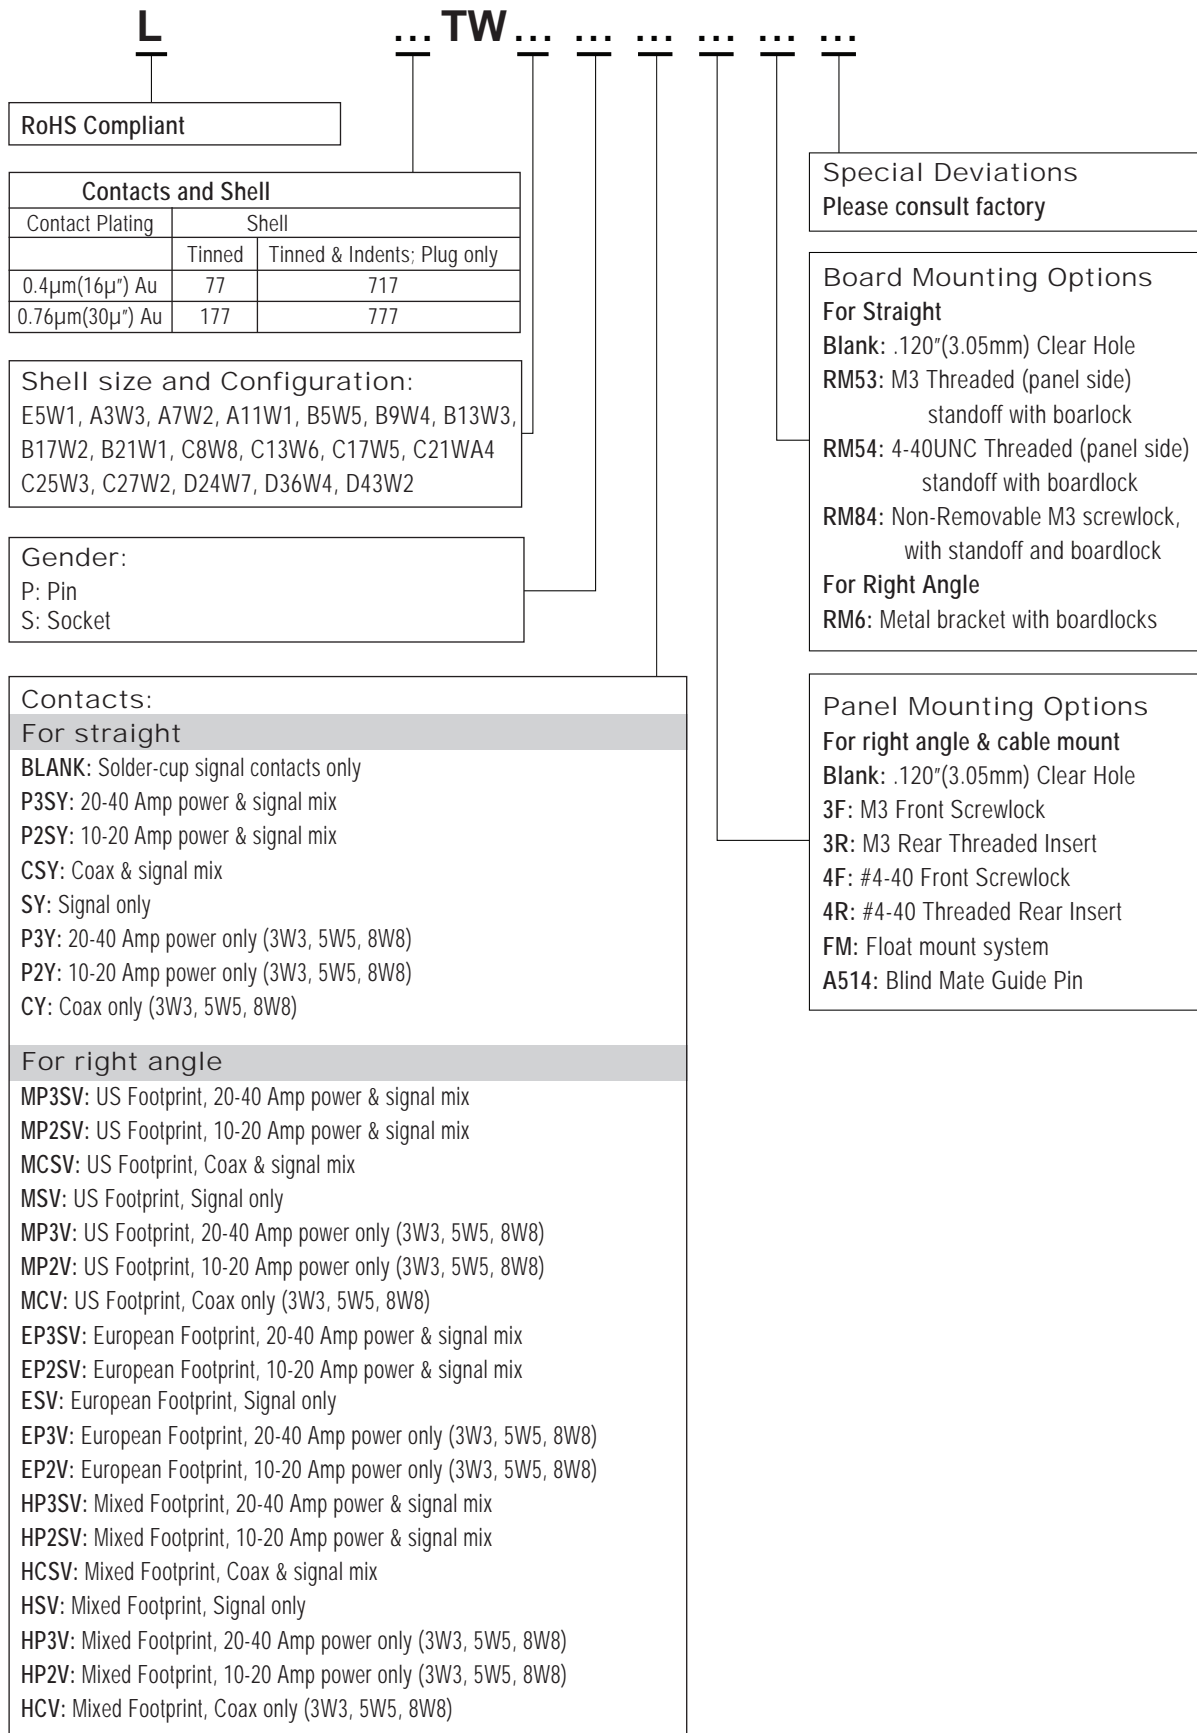 L ... TW ... ... ... ... ... ...
RoHS Compliant
Contacts and Shell
Contact Plating Shell
Tinned Tinned & Indents; Plug only
0.4µm(16µ") Au 77 717
0.76µm(30µ") Au 177 777
Shell size and Configuration:
E5W1, A3W3, A7W2, A11W1, B5W5, B9W4, B13W3,
B17W2, B21W1, C8W8, C13W6, C17W5, C21WA4
C25W3, C27W2, D24W7, D36W4, D43W2
Gender:
P: Pin
S: Socket
Contacts:
For straight
BLANK: Solder-cup signal contacts only
P3SY: 20-40 Amp power & signal mix
P2SY: 10-20 Amp power & signal mix
CSY: Coax & signal mix
SY: Signal only
P3Y: 20-40 Amp power only (3W3, 5W5, 8W8)
P2Y: 10-20 Amp power only (3W3, 5W5, 8W8)
CY: Coax only (3W3, 5W5, 8W8)
For right angle
MP3SV: US Footprint, 20-40 Amp power & signal mix
MP2SV: US Footprint, 10-20 Amp power & signal mix
MCSV: US Footprint, Coax & signal mix
MSV: US Footprint, Signal only
MP3V: US Footprint, 20-40 Amp power only (3W3, 5W5, 8W8)
MP2V: US Footprint, 10-20 Amp power only (3W3, 5W5, 8W8)
MCV: US Footprint, Coax only (3W3, 5W5, 8W8)
EP3SV: European Footprint, 20-40 Amp power & signal mix
EP2SV: European Footprint, 10-20 Amp power & signal mix
ESV: European Footprint, Signal only
EP3V: European Footprint, 20-40 Amp power only (3W3, 5W5, 8W8)
EP2V: European Footprint, 10-20 Amp power only (3W3, 5W5, 8W8)
HP3SV: Mixed Footprint, 20-40 Amp power & signal mix
HP2SV: Mixed Footprint, 10-20 Amp power & signal mix
HCSV: Mixed Footprint, Coax & signal mix
HSV: Mixed Footprint, Signal only
HP3V: Mixed Footprint, 20-40 Amp power only (3W3, 5W5, 8W8)
HP2V: Mixed Footprint, 10-20 Amp power only (3W3, 5W5, 8W8)
HCV: Mixed Footprint, Coax only (3W3, 5W5, 8W8)
Special Deviations
Please consult factory
Board Mounting Options
For Straight
Blank: .120"(3.05mm) Clear Hole
RM53: M3 Threaded (panel side)
standoff with boarlock
RM54: 4-40UNC Threaded (panel side)
standoff with boardlock
RM84: Non-Removable M3 screwlock,
with standoff and boardlock
For Right Angle
RM6: Metal bracket with boardlocks
Panel Mounting Options
For right angle & cable mount
Blank: .120"(3.05mm) Clear Hole
3F: M3 Front Screwlock
3R: M3 Rear Threaded Insert
4F: #4-40 Front Screwlock
4R: #4-40 Threaded Rear Insert
FM: Float mount system
A514: Blind Mate Guide Pin